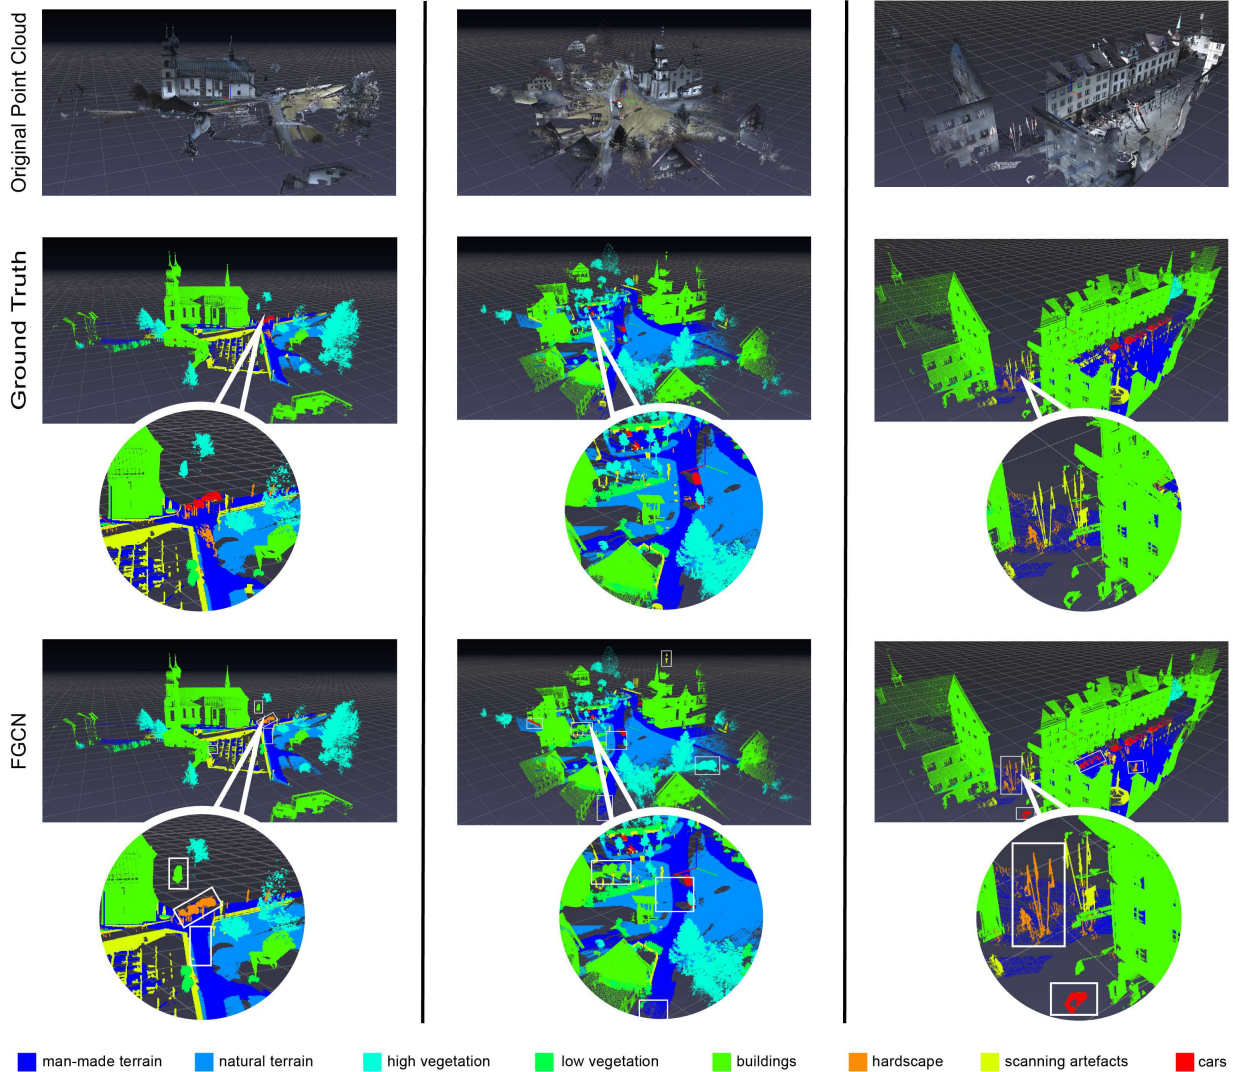 Original Point Cloud
Ground Truth
FGCN
man-made terrain
natural terrain
high vegetation
low vegetation
buildings
hardscape
scanning artefacts
cars